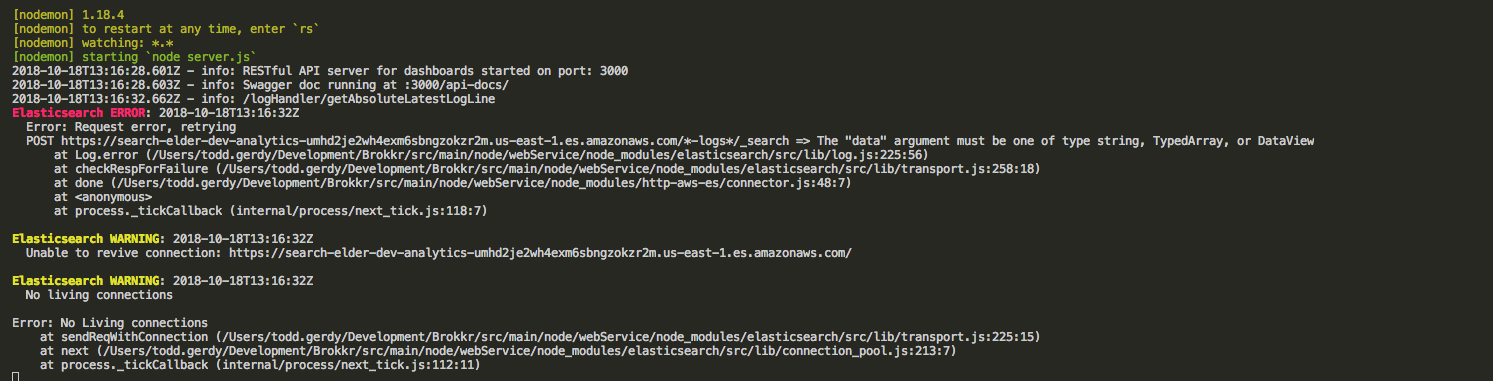 [nodemon] 1.18.4
[nodemon] to restart at any time, enter `rs`
[nodemon] watching: *.*
[nodemon] starting `node server.js`
2018-10-18T13:16:28.601Z - info: RESTful API server for dashboards started on port: 3000
2018-10-18T13:16:28.603Z - info: Swagger doc running at :3000/api-docs/
2018-10-18T13:16:32.662Z - info: /logHandler/getAbsoluteLatestLogLine
Elasticsearch ERROR: 2018-10-18T13:16:32Z
  Error: Request error, retrying
  POST https://search-elder-dev-analytics-umhd2je2wh4exm6sbngzokzr2m.us-east-1.es.amazonaws.com/*-logs*/_search => The "data" argument must be one of type string, TypedArray, or DataView
      at Log.error (/Users/todd.gerdy/Development/Brokkr/src/main/node/webService/node_modules/elasticsearch/src/lib/log.js:225:56)
      at checkRespForFailure (/Users/todd.gerdy/Development/Brokkr/src/main/node/webService/node_modules/elasticsearch/src/lib/transport.js:258:18)
      at done (/Users/todd.gerdy/Development/Brokkr/src/main/node/webService/node_modules/http-aws-es/connector.js:48:7)
      at <anonymous>
      at process._tickCallback (internal/process/next_tick.js:118:7)
Elasticsearch WARNING: 2018-10-18T13:16:32Z
  Unable to revive connection: https://search-elder-dev-analytics-umhd2je2wh4exm6sbngzokzr2m.us-east-1.es.amazonaws.com/
Elasticsearch WARNING: 2018-10-18T13:16:32Z
  No living connections
Error: No Living connections
    at sendReqWithConnection (/Users/todd.gerdy/Development/Brokkr/src/main/node/webService/node_modules/elasticsearch/src/lib/transport.js:225:15)
    at next (/Users/todd.gerdy/Development/Brokkr/src/main/node/webService/node_modules/elasticsearch/src/lib/connection_pool.js:213:7)
    at process._tickCallback (internal/process/next_tick.js:112:11)